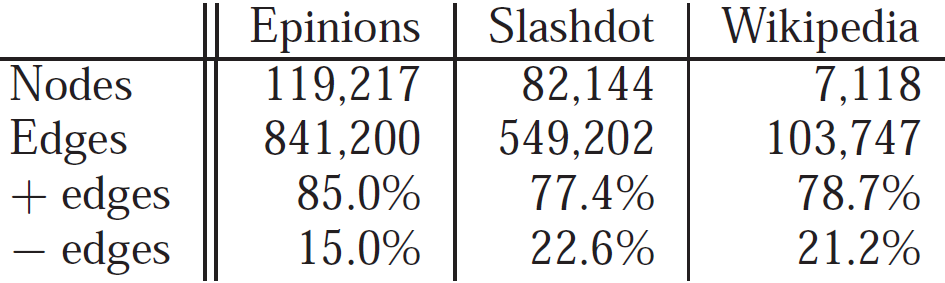 Epinions Slashdot Wikipedia
Nodes 119,217 82,144 7,118
Edges 841,200 549,202 103,747
+ edges 85.0% 77.4% 78.7%
− edges 15.0% 22.6% 21.2%